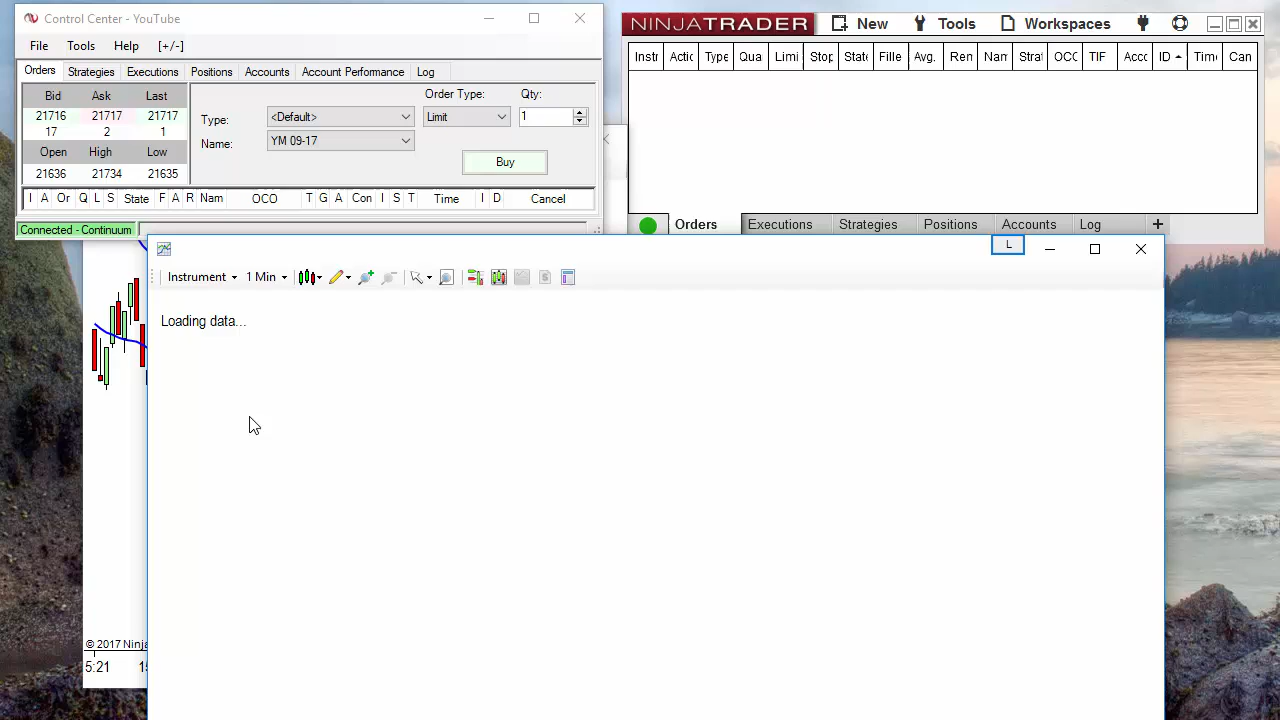 Control Center - YouTube
File Tools Help [+/-]
Orders Strategies Executions Positions Accounts Account Performance Log
Bid Ask Last
21716 21717 21717
17 2 1
Open High Low
21636 21734 21635
Order Type: Qty:
Type: <Default> Limit 1
Name: YM 09-17
Buy
I A Or Q L S State F A R Nam OCO T G A Con I S T Time I D Cancel
Connected - Continuum
NINJATRADER New Tools Workspaces
Instr Actic Type Qua Limi Stop State Fille Avg. Ren Nam Strat OCC TIF Acco ID Time Can
Orders Executions Strategies Positions Accounts Log +
L
Instrument 1 Min
Loading data...
© 2017 Ninja
5:21 15